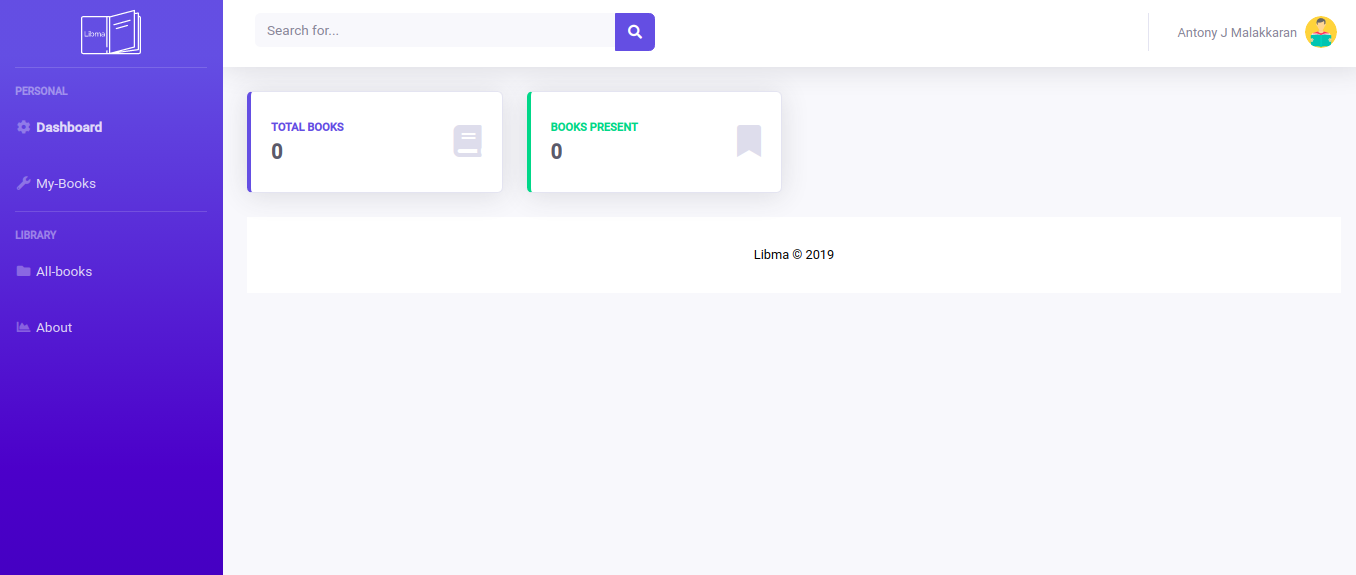 Libma
PERSONAL
Dashboard
My-Books
LIBRARY
All-books
About
Search for...
Antony J Malakkaran
TOTAL BOOKS
0
BOOKS PRESENT
0
Libma © 2019